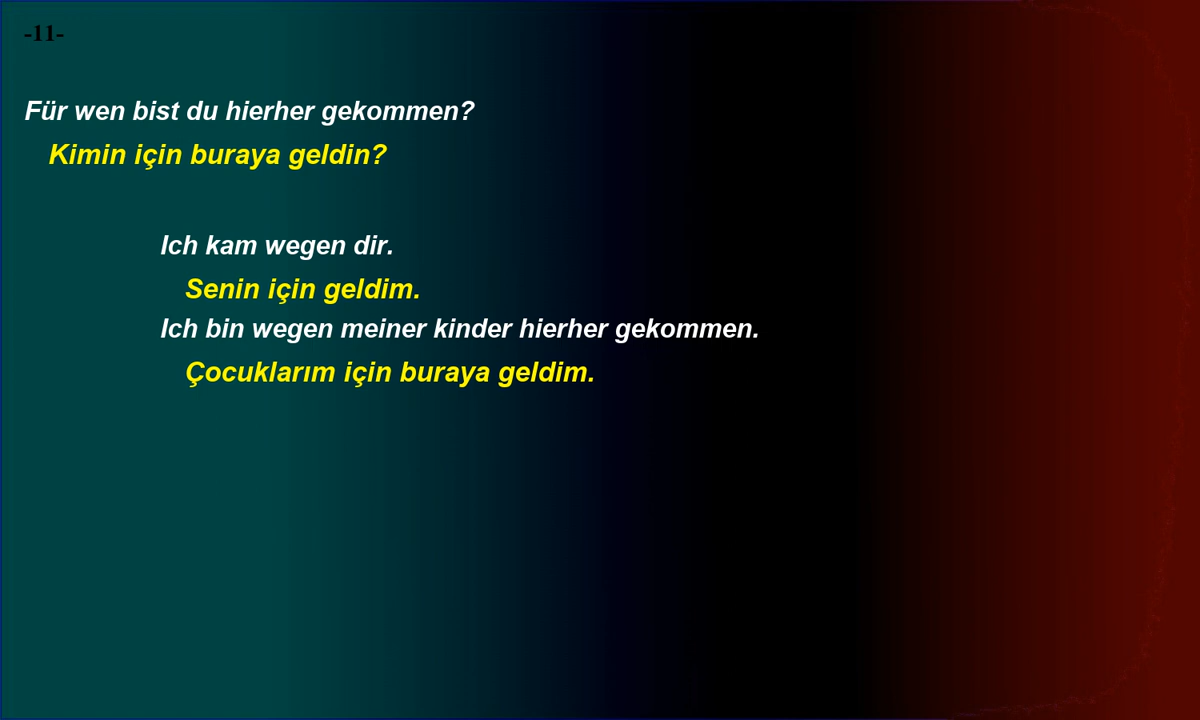 -11-
Für wen bist du hierher gekommen?
Kimin için buraya geldin?
Ich kam wegen dir.
Senin için geldim.
Ich bin wegen meiner kinder hierher gekommen.
Çocuklarım için buraya geldim.